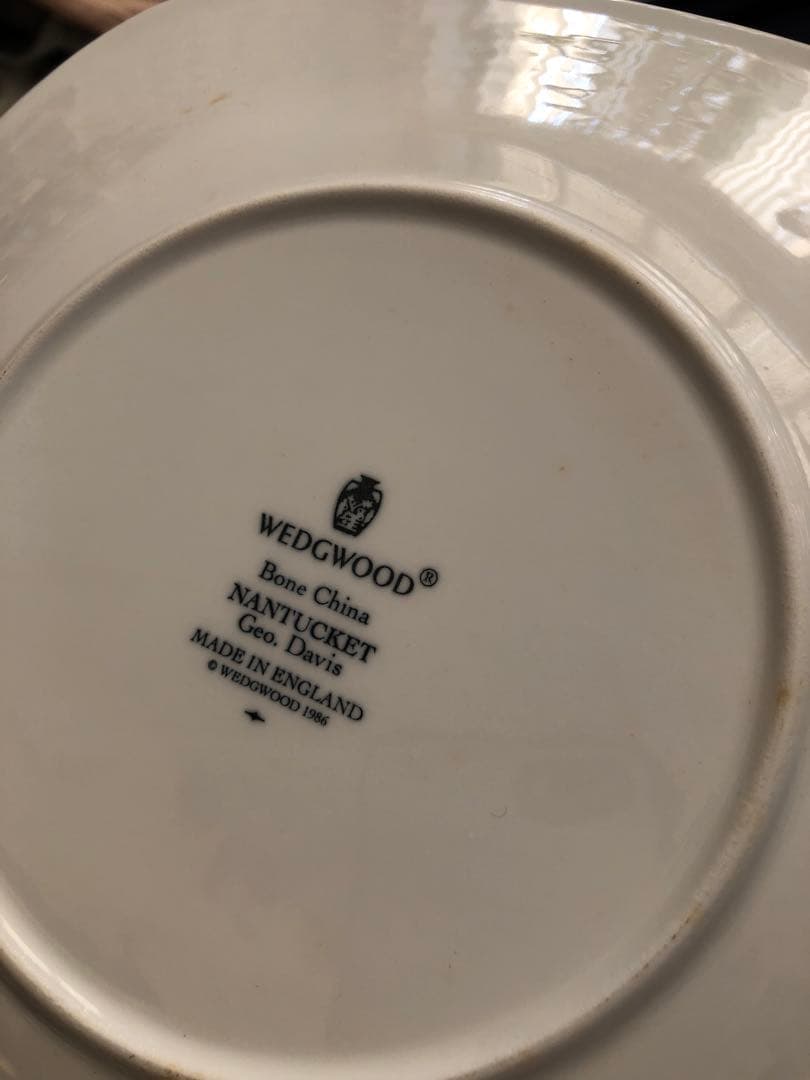 WEDGWOOD®
Bone China
NANTUCKET
Geo. Davis
MADE IN ENGLAND
© WEDGWOOD 1986